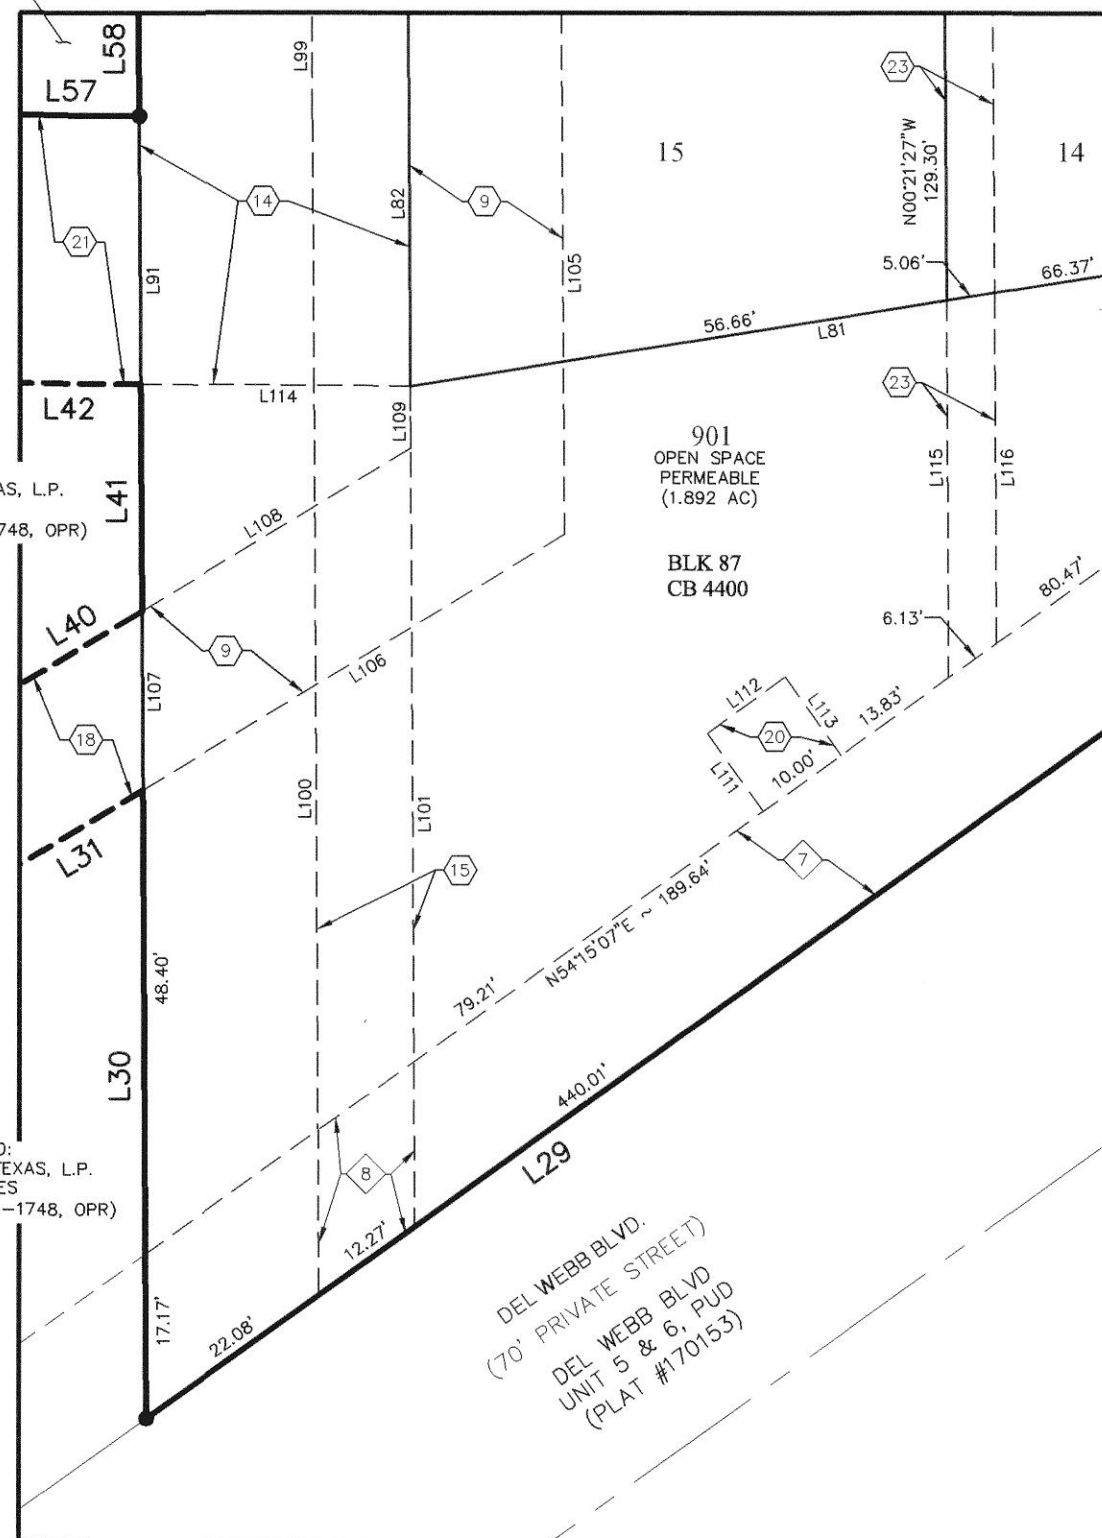 L58
L57
L99
23
15
14
N00°21'27"W
129.30'
14
9
L82
21
L91
L105
5.06'
66.37'
56.66'
L81
L42
L114
L109
23
901
OPEN SPACE
PERMEABLE
(1.892 AC)
L115
L116
AS, L.P.
L41
748, OPR)
L108
BLK 87
CB 4400
80.47'
L40
6.13'
9
L107
L106
L112
L113
13.83'
18
20
10.00'
L111
L100
L101
L31
15
7
N54°15'07"E ~ 189.64'
48.40'
79.21'
L30
440.01'
L29
D:
TEXAS, L.P.
ES
-1748, OPR)
8
12.27'
17.17'
22.08'
DEL WEBB BLVD.
(70' PRIVATE STREET)
DEL WEBB BLVD
UNIT 5 & 6, PUD
(PLAT #170153)